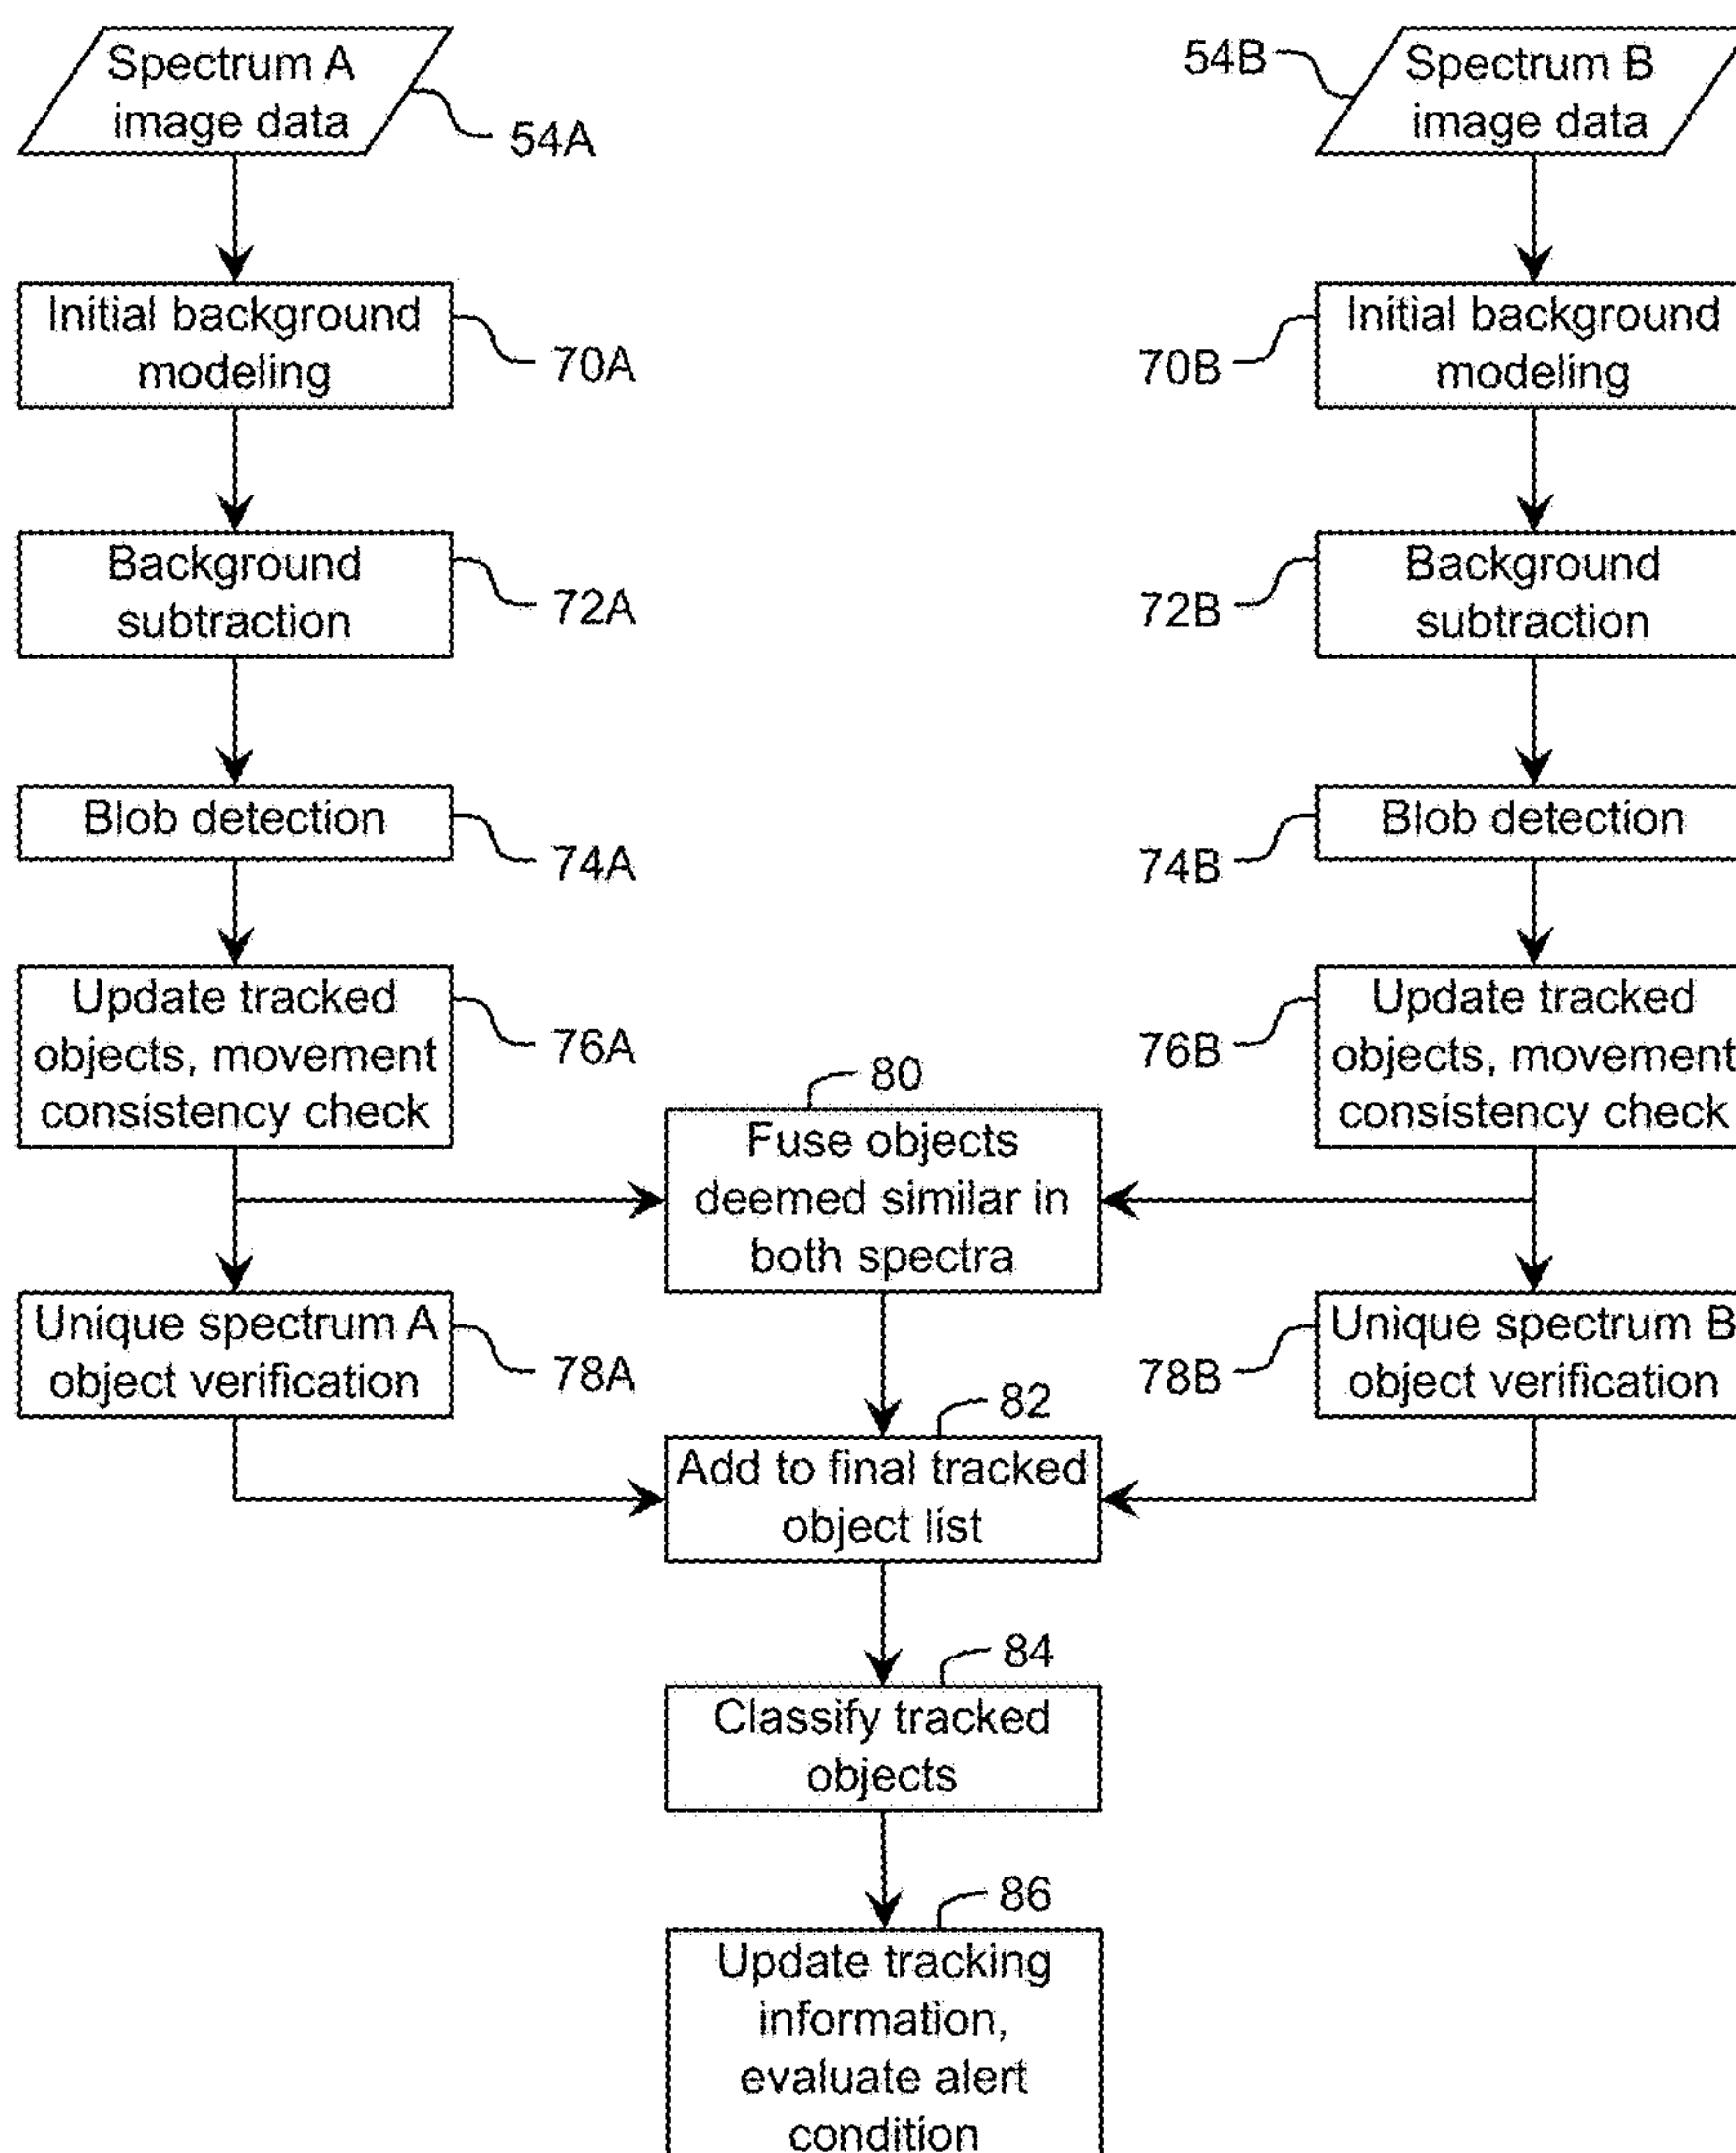 Spectrum A
image data
54A
54B
Spectrum B
image data
Initial background
modeling
70A
70B
Initial background
modeling
Background
subtraction
72A
72B
Background
subtraction
Blob detection
74A
74B
Blob detection
Update tracked
objects, movement
consistency check
76A
76B
Update tracked
objects, movement
consistency check
80
Fuse objects
deemed similar in
both spectra
Unique spectrum A
object verification
78A
78B
Unique spectrum B
object verification
82
Add to final tracked
object list
84
Classify tracked
objects
86
Update tracking
information,
evaluate alert
condition